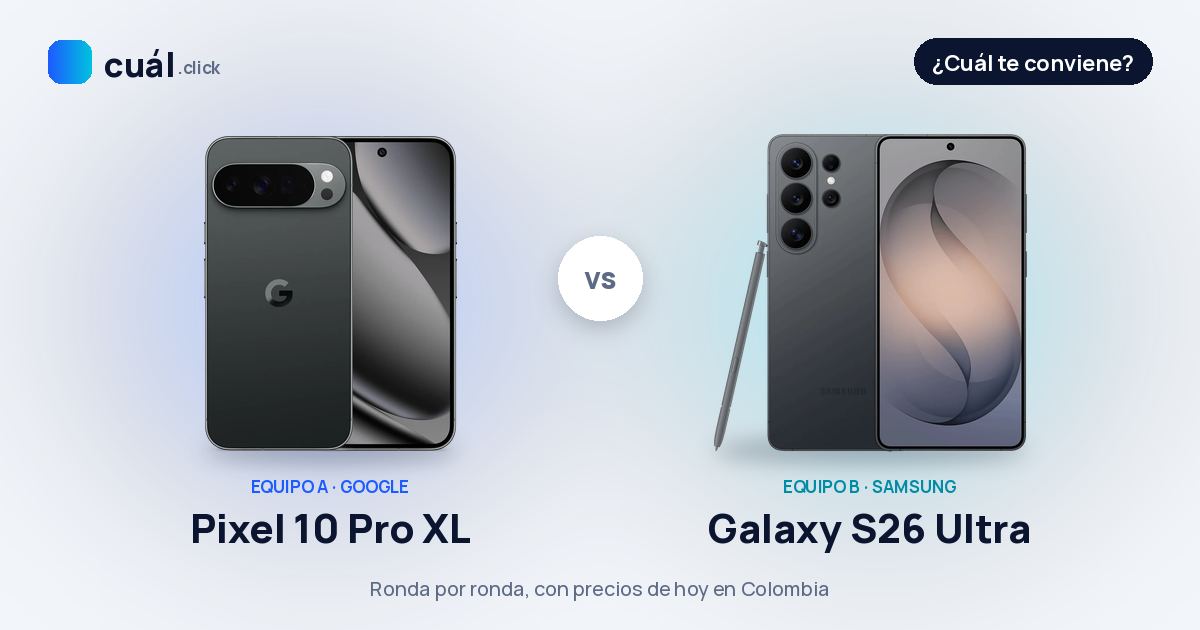 cuál.click
¿Cuál te conviene?
VS
SAMSUNG
EQUIPO A · GOOGLE
EQUIPO B · SAMSUNG
Pixel 10 Pro XL
Galaxy S26 Ultra
Ronda por ronda, con precios de hoy en Colombia